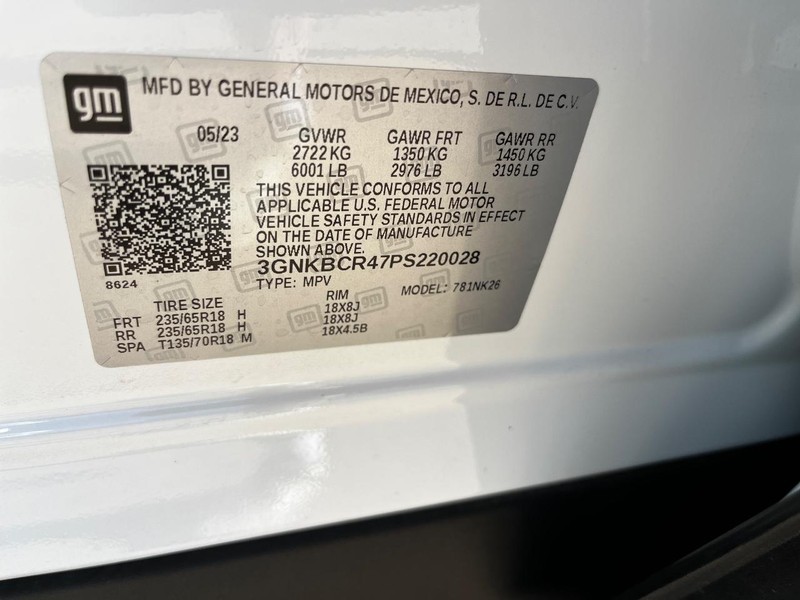 gm MFD BY GENERAL MOTORS DE MEXICO, S. DE R.L. DE C.V.
05/23 GVWR GAWR FRT GAWR RR
2722 KG 1350 KG 1450 KG
6001 LB 2976 LB 3196 LB
THIS VEHICLE CONFORMS TO ALL
APPLICABLE U.S. FEDERAL MOTOR
VEHICLE SAFETY STANDARDS IN EFFECT
ON THE DATE OF MANUFACTURE
SHOWN ABOVE.
3GNKBCR47PS220028
8624 TYPE: MPV MODEL: 781NK26
TIRE SIZE RIM
FRT 235/65R18 H 18X8J
RR 235/65R18 H 18X8J
SPA T135/70R18 M 18X4.5B